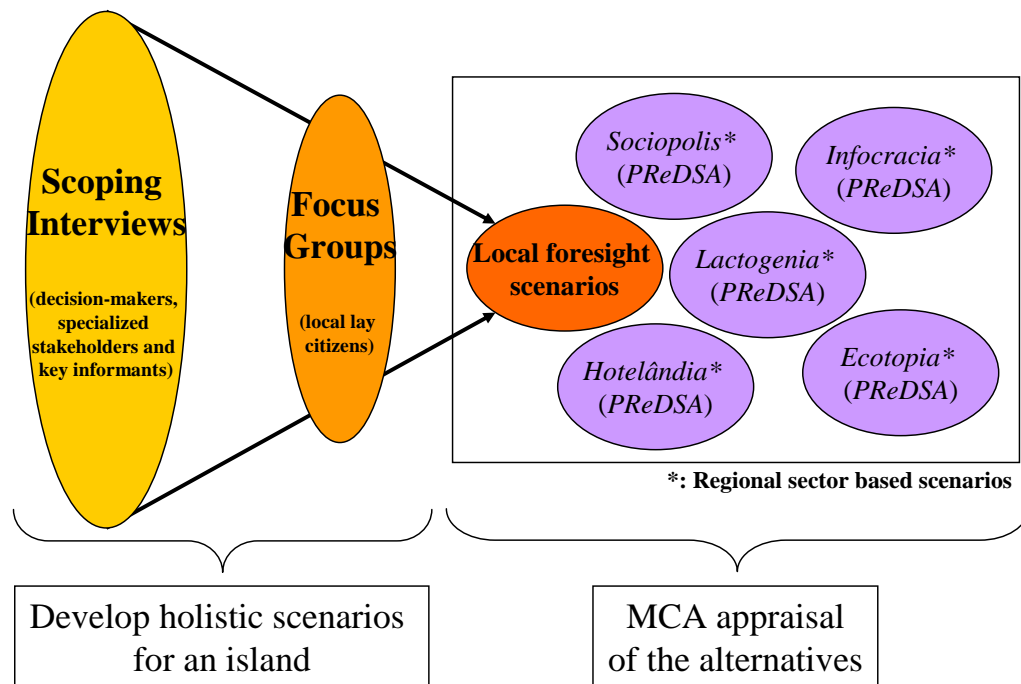 Scoping
Interviews
(decision-makers,
specialized
stakeholders and
key informants)
Focus
Groups
(local lay
citizens)
Local foresight
scenarios
Sociopolis*
(PReDSA)
Infocracia*
(PReDSA)
Lactogenia*
(PReDSA)
Hotelândia*
(PReDSA)
Ecotopia*
(PReDSA)
*: Regional sector based scenarios
Develop holistic scenarios
for an island
MCA appraisal
of the alternatives